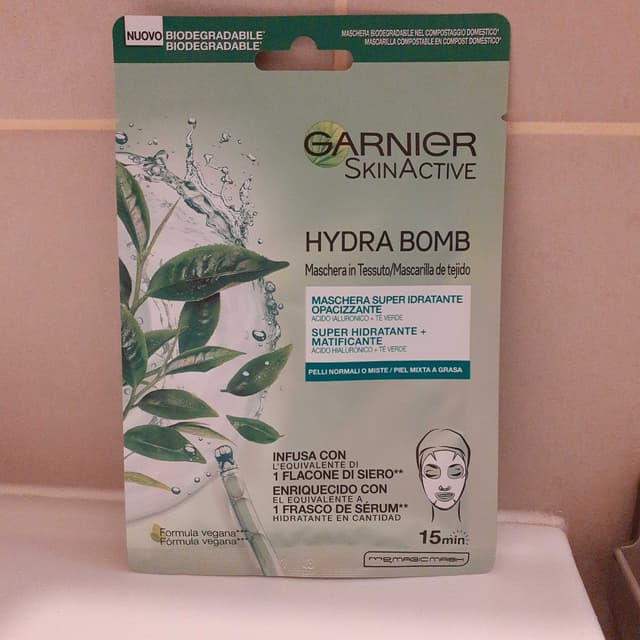 NUOVO BIODEGRADABILE*
BIODEGRADABLE*
MASCHERA BIODEGRADABILE NEL COMPOSTAGGIO DOMESTICO*
MASCARILLA COMPOSTABLE EN COMPOST DOMÉSTICO*
GARNIER
SKINACTIVE
HYDRA BOMB
Maschera in Tessuto/Mascarilla de tejido
MASCHERA SUPER IDRATANTE
OPACIZZANTE
ACIDO IALURONICO + TÈ VERDE
SUPER HIDRATANTE +
MATIFICANTE
ÁCIDO HIALURÓNICO + TÉ VERDE
PELLI NORMALI O MISTE / PIEL MIXTA A GRASA
INFUSA CON
L'EQUIVALENTE DI
1 FLACONE DI SIERO**
ENRIQUECIDO CON
EL EQUIVALENTE A
1 FRASCO DE SÉRUM**
HIDRATANTE EN CANTIDAD
Formula vegana***
Fórmula vegana***
15min